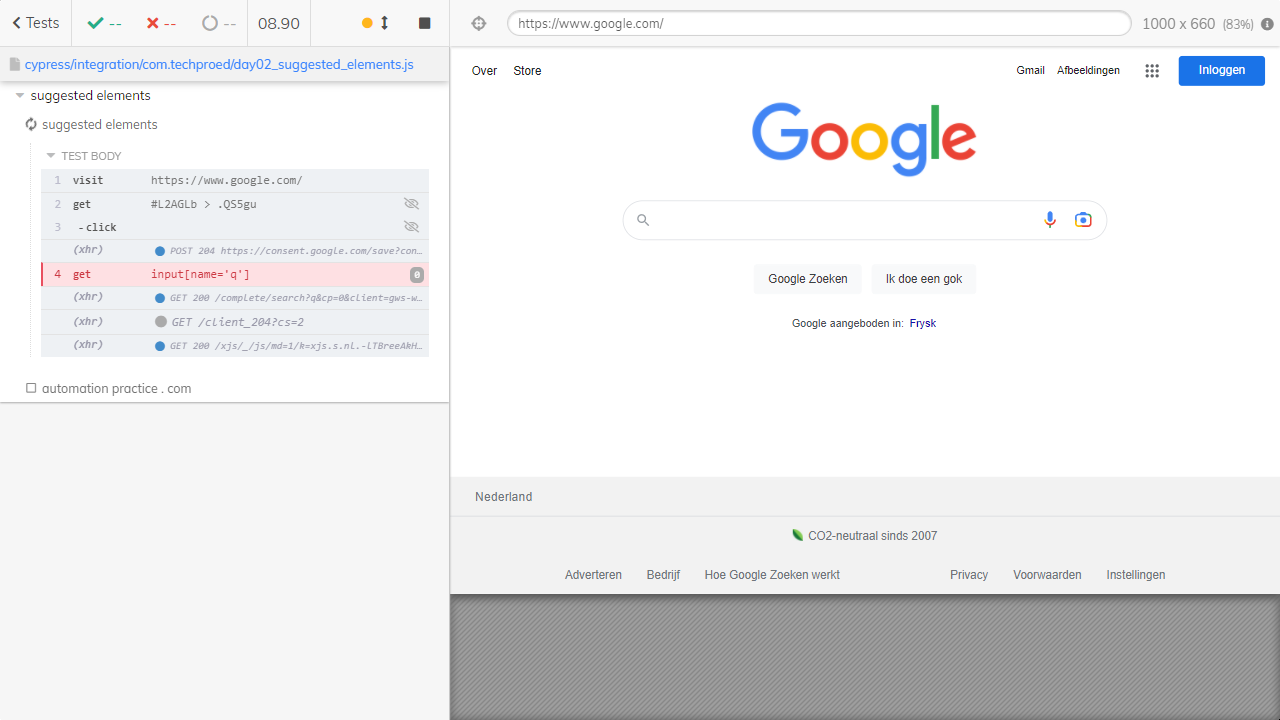 Tests -- -- -- 08.90
https://www.google.com/ 1000 x 660 (83%)
cypress/integration/com.techproed/day02_suggested_elements.js
suggested elements
suggested elements
TEST BODY
1 visit https://www.google.com/
2 get #L2AGLb > .QS5gu
3 -click
(xhr) POST 204 https://consent.google.com/save?con…
4 get input[name='q'] 0
(xhr) GET 200 /complete/search?q&cp=0&client=gws-w…
(xhr) GET /client_204?cs=2
(xhr) GET 200 /xjs/_/js/md=1/k=xjs.s.nl.-lTBreeAkH…
automation practice . com
Over Store Gmail Afbeeldingen Inloggen
Google
Google Zoeken Ik doe een gok
Google aangeboden in: Frysk
Nederland
CO2-neutraal sinds 2007
Adverteren Bedrijf Hoe Google Zoeken werkt Privacy Voorwaarden Instellingen